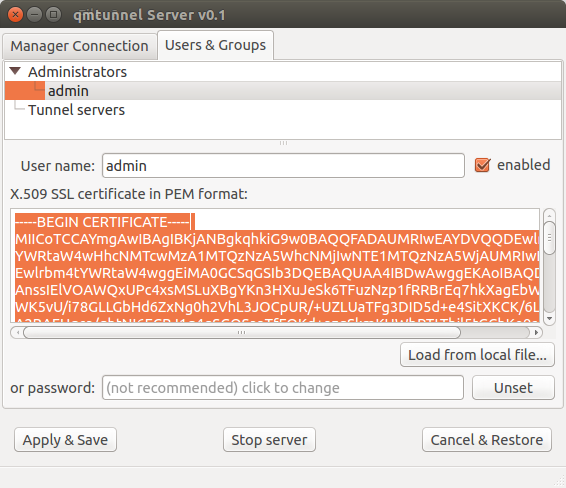 qmtunnel Server v0.1
Manager Connection Users & Groups
Administrators
admin
Tunnel servers
User name: admin enabled
X.509 SSL certificate in PEM format:
-----BEGIN CERTIFICATE-----
MIICoTCCAYmgAwIBAgIBKjANBgkqhkiG9w0BAQQFADAUMRIwEAYDVQQDEwl
YWRtaW4wHhcNMTcwMzA1MTQzNzA5WhcNMjIwNTE1MTQzNzA5WjAUMRIw
Ewlrbm4tYWRtaW4wggEiMA0GCSqGSIb3DQEBAQUAA4IBDwAwggEKAoIBAQD
AnssIElVOAWQxUPc4xsMSLuXBgYKn3HXuJeSk6TFuzNzp1fRRBrEq7hkXagEbW
WK5vU/i78GLLGbHd6ZxNg0h2VhL3JOCpUR/+UZLUaTFg3DID5d+e4SitXKCK/6L
Load from local file...
or password: (not recommended) click to change Unset
Apply & Save Stop server Cancel & Restore